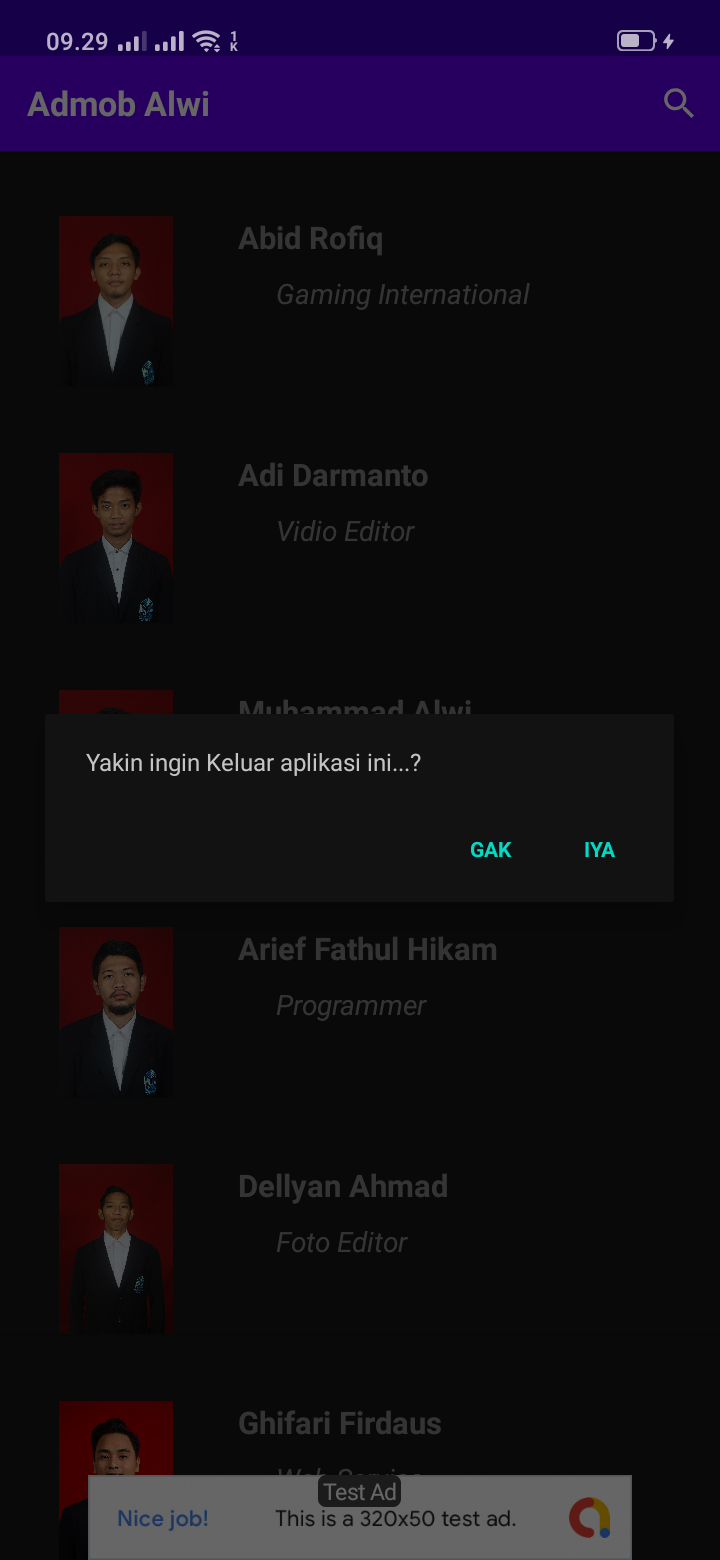 09.29
1
K
Admob Alwi
Abid Rofiq
Gaming International
Adi Darmanto
Vidio Editor
Muhammad Alwi
Yakin ingin Keluar aplikasi ini...?
GAK IYA
Arief Fathul Hikam
Programmer
Dellyan Ahmad
Foto Editor
Ghifari Firdaus
Test Ad
Nice job! This is a 320x50 test ad.